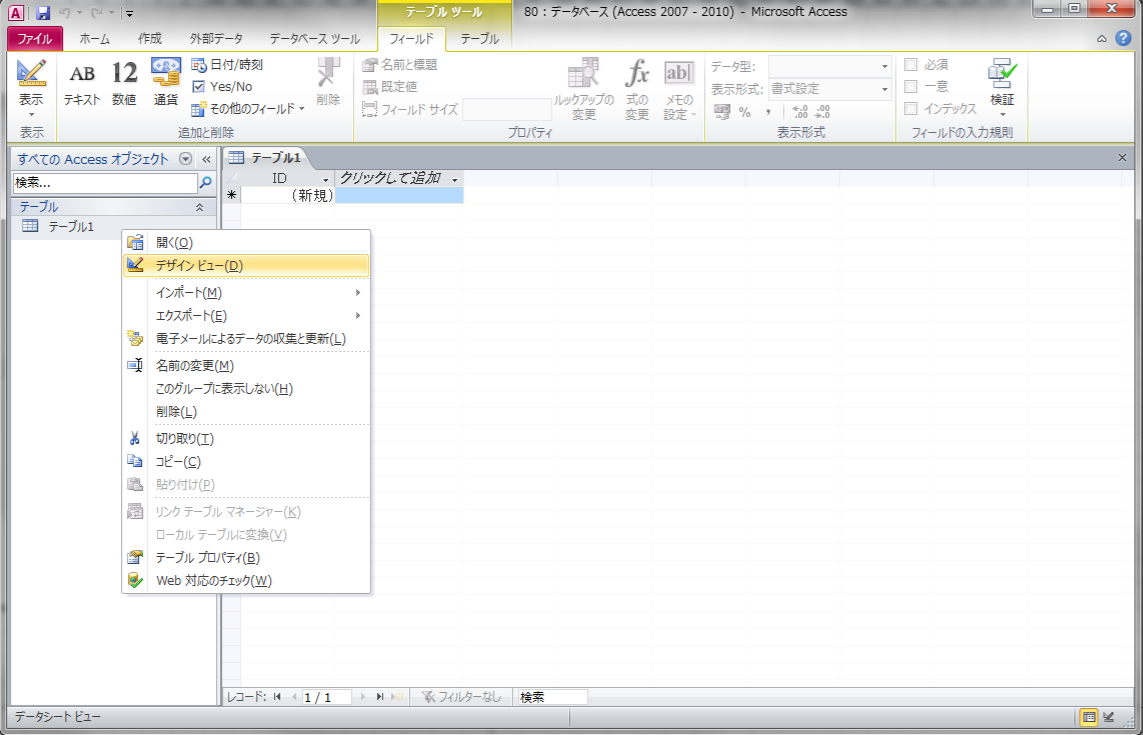 テーブル ツール
80 : データベース (Access 2007 - 2010) - Microsoft Access
ファイル ホーム 作成 外部データ データベース ツール フィールド テーブル
表示
表示
AB テキスト
12 数値
通貨
日付/時刻
Yes/No
その他のフィールド
削除
追加と削除
名前と標題
既定値
フィールド サイズ
ルックアップの変更
fx 式の変更
ab| メモの設定
プロパティ
データ型:
表示形式: 書式設定
% , .00 .00
表示形式
必須
一意
インデックス
検証
フィールドの入力規則
すべての Access オブジェクト
検索...
テーブル
テーブル1
テーブル1
ID クリックして追加
* (新規)
開く(O)
デザイン ビュー(D)
インポート(M)
エクスポート(E)
電子メールによるデータの収集と更新(L)
名前の変更(M)
このグループに表示しない(H)
削除(L)
切り取り(T)
コピー(C)
貼り付け(P)
リンク テーブル マネージャー(K)
ローカル テーブルに変換(V)
テーブル プロパティ(B)
Web 対応のチェック(W)
レコード: 1 / 1 フィルターなし 検索
データシート ビュー